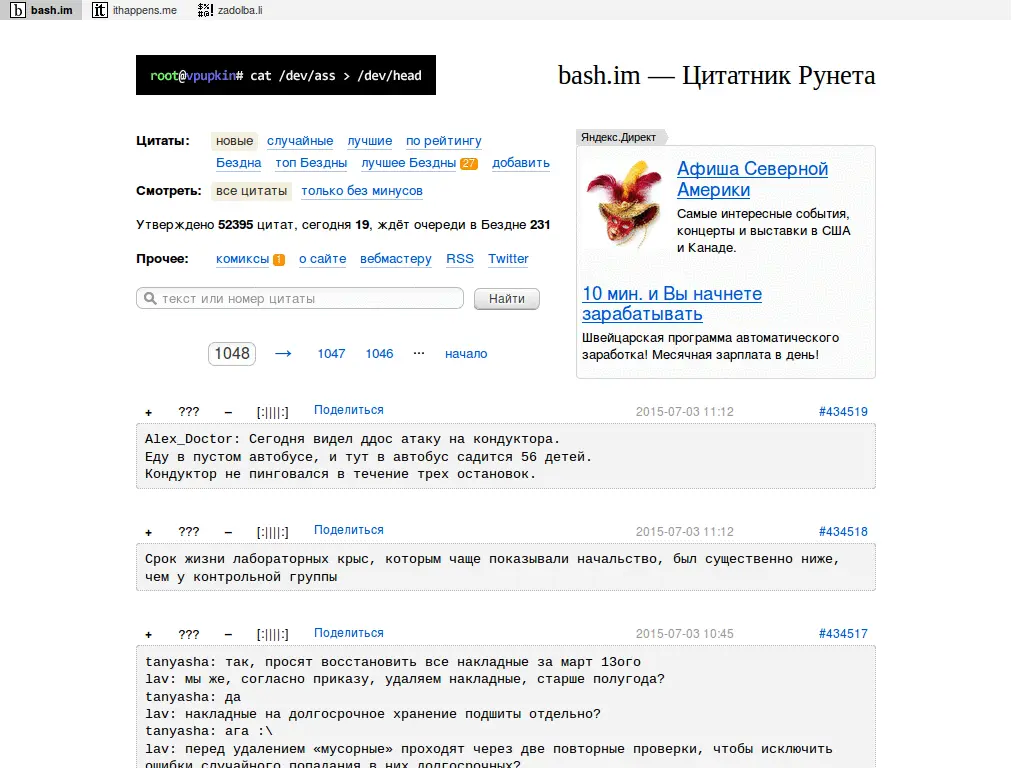 bash.im ithappens.me zadolba.li
root@vpupkin# cat /dev/ass > /dev/head
bash.im — Цитатник Рунета
Цитаты: новые случайные лучшие по рейтингу
Бездна топ Бездны лучшее Бездны 27 добавить
Смотреть: все цитаты только без минусов
Утверждено 52395 цитат, сегодня 19, ждёт очереди в Бездне 231
Прочее: комиксы 1 о сайте вебмастеру RSS Twitter
текст или номер цитаты Найти
1048 → 1047 1046 ... начало
Яндекс.Директ
Афиша Северной
Америки
Самые интересные события,
концерты и выставки в США
и Канаде.
10 мин. и Вы начнете
зарабатывать
Швейцарская программа автоматического
заработка! Месячная зарплата в день!
+ ??? – [:||||:] Поделиться 2015-07-03 11:12 #434519
Alex_Doctor: Сегодня видел ддос атаку на кондуктора.
Еду в пустом автобусе, и тут в автобус садится 56 детей.
Кондуктор не пинговался в течение трех остановок.
+ ??? – [:||||:] Поделиться 2015-07-03 11:12 #434518
Срок жизни лабораторных крыс, которым чаще показывали начальство, был существенно ниже,
чем у контрольной группы
+ ??? – [:||||:] Поделиться 2015-07-03 10:45 #434517
tanyasha: так, просят восстановить все накладные за март 13ого
lav: мы же, согласно приказу, удаляем накладные, старше полугода?
tanyasha: да
lav: накладные на долгосрочное хранение подшиты отдельно?
tanyasha: ага :\
lav: перед удалением «мусорные» проходят через две повторные проверки, чтобы исключить
ошибки случайного попадания в них долгосрочных?